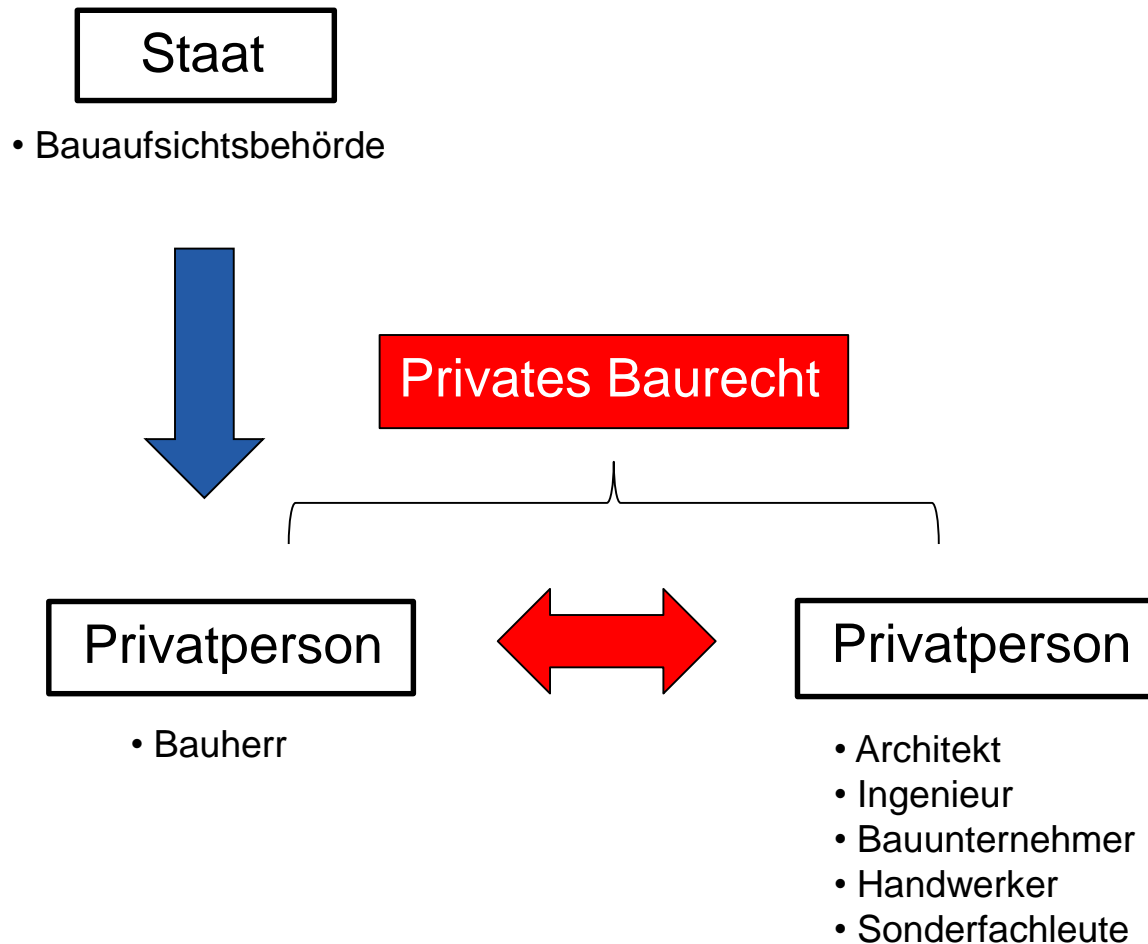 Staat
• Bauaufsichtsbehörde
Privates Baurecht
Privatperson
• Bauherr
Privatperson
• Architekt
• Ingenieur
• Bauunternehmer
• Handwerker
• Sonderfachleute